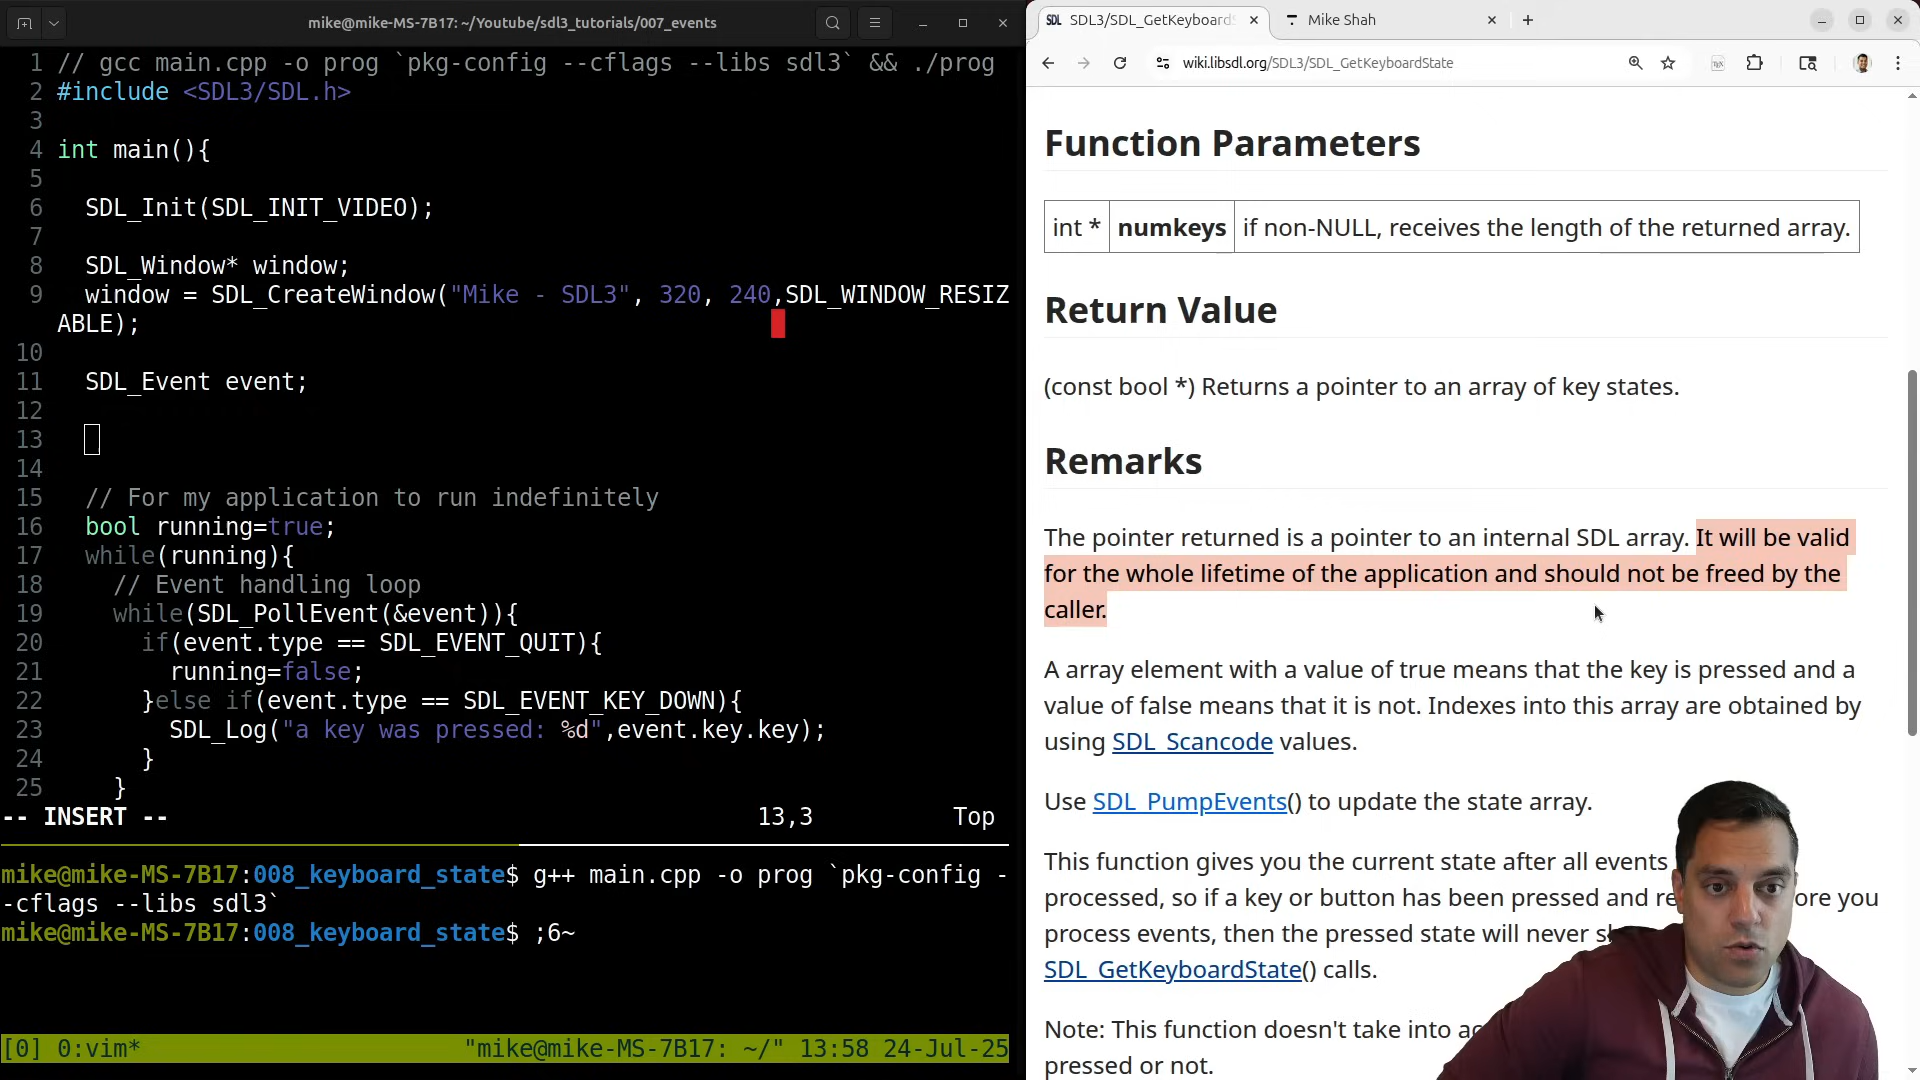 mike@mike-MS-7B17: ~/Youtube/sdl3_tutorials/007_events
1 // gcc main.cpp -o prog `pkg-config --cflags --libs sdl3` && ./prog
2 #include <SDL3/SDL.h>
3
4 int main(){
5
6 SDL_Init(SDL_INIT_VIDEO);
7
8 SDL_Window* window;
9 window = SDL_CreateWindow("Mike - SDL3", 320, 240,SDL_WINDOW_RESIZ
ABLE);
10
11 SDL_Event event;
12
13
14
15 // For my application to run indefinitely
16 bool running=true;
17 while(running){
18 // Event handling loop
19 while(SDL_PollEvent(&event)){
20 if(event.type == SDL_EVENT_QUIT){
21 running=false;
22 }else if(event.type == SDL_EVENT_KEY_DOWN){
23 SDL_Log("a key was pressed: %d",event.key.key);
24 }
25 }
-- INSERT -- 13,3 Top
mike@mike-MS-7B17:008_keyboard_state$ g++ main.cpp -o prog `pkg-config -
-cflags --libs sdl3`
mike@mike-MS-7B17:008_keyboard_state$ ;6~
[0] 0:vim* "mike@mike-MS-7B17: ~/" 13:58 24-Jul-25
SDL SDL3/SDL_GetKeyboardS
Mike Shah
wiki.libsdl.org/SDL3/SDL_GetKeyboardState
Function Parameters
int * numkeys if non-NULL, receives the length of the returned array.
Return Value
(const bool *) Returns a pointer to an array of key states.
Remarks
The pointer returned is a pointer to an internal SDL array. It will be valid
for the whole lifetime of the application and should not be freed by the
caller.
A array element with a value of true means that the key is pressed and a
value of false means that it is not. Indexes into this array are obtained by
using SDL_Scancode values.
Use SDL_PumpEvents() to update the state array.
This function gives you the current state after all events
processed, so if a key or button has been pressed and re ore you
process events, then the pressed state will never s
SDL_GetKeyboardState() calls.
Note: This function doesn't take into ac
pressed or not.